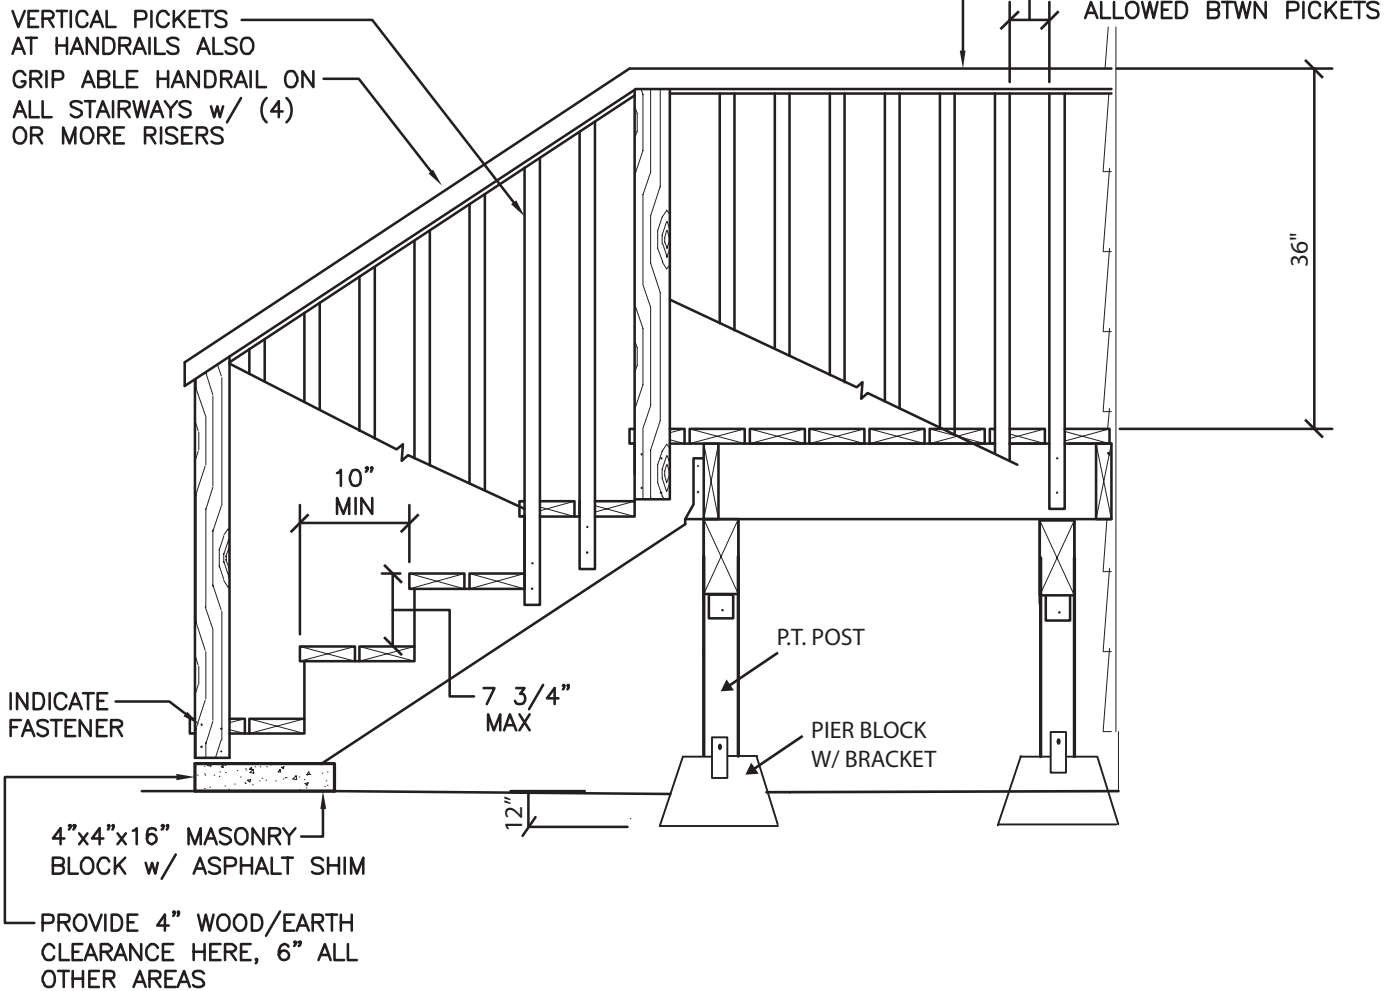 VERTICAL PICKETS
AT HANDRAILS ALSO
GRIP ABLE HANDRAIL ON
ALL STAIRWAYS w/ (4)
OR MORE RISERS
ALLOWED BTWN PICKETS
36"
10"
MIN
7 3/4"
MAX
P.T. POST
PIER BLOCK
W/ BRACKET
INDICATE
FASTENER
12"
4"x4"x16" MASONRY
BLOCK w/ ASPHALT SHIM
PROVIDE 4" WOOD/EARTH
CLEARANCE HERE, 6" ALL
OTHER AREAS